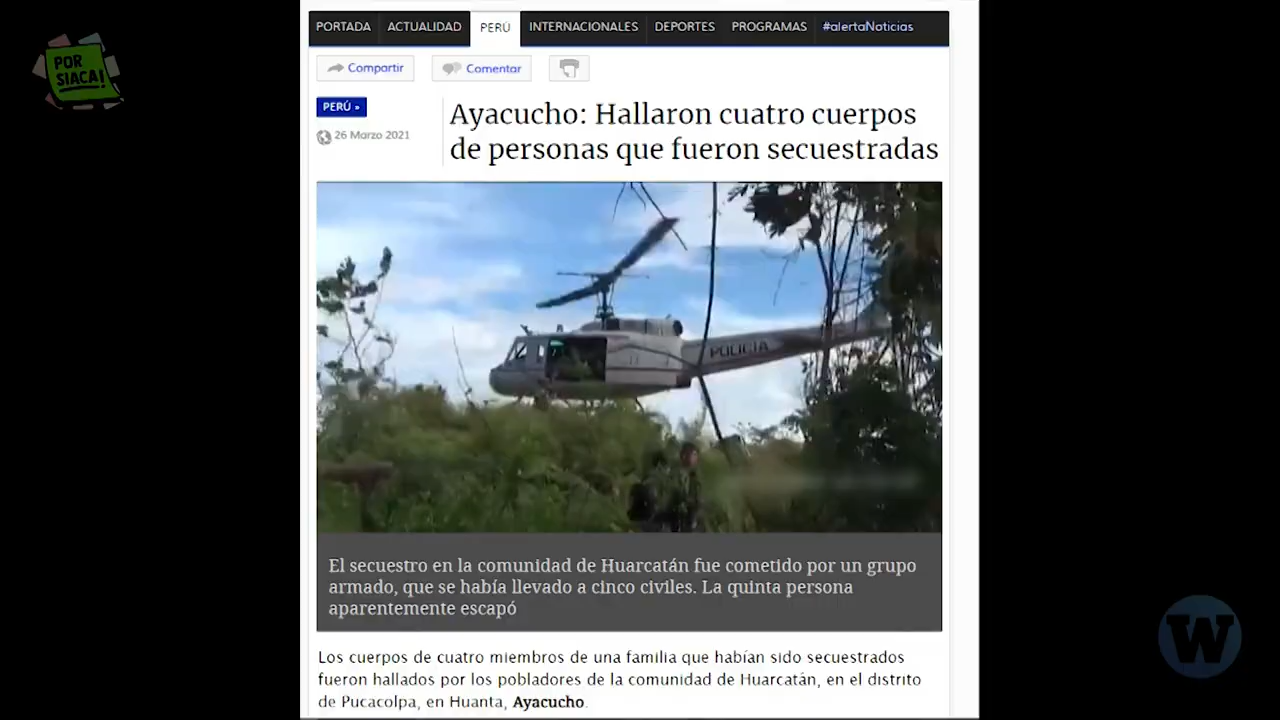 PORTADA ACTUALIDAD PERÚ INTERNACIONALES DEPORTES PROGRAMAS #alertaNoticias
POR
SIACA!
Compartir Comentar
PERÚ »
26 Marzo 2021
Ayacucho: Hallaron cuatro cuerpos
de personas que fueron secuestradas
POLICIA
El secuestro en la comunidad de Huarcatán fue cometido por un grupo
armado, que se había llevado a cinco civiles. La quinta persona
aparentemente escapó
Los cuerpos de cuatro miembros de una familia que habían sido secuestrados
fueron hallados por los pobladores de la comunidad de Huarcatán, en el distrito
de Pucacolpa, en Huanta, Ayacucho.
W